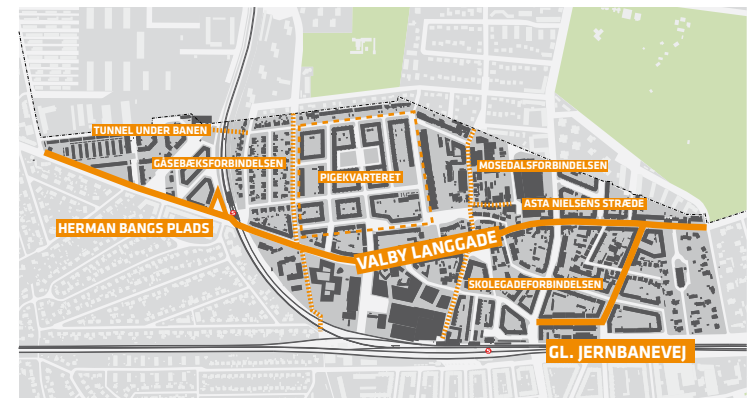 TUNNEL UNDER BANEN
GÅSEBÆKSFORBINDELSEN
MOSEDALSFORBINDELSEN
PIGEKVARTERET
ASTA NIELSENS STRÆDE
HERMAN BANGS PLADS
VALBY LANGGADE
SKOLEGADEFORBINDELSEN
GL. JERNBANEVEJ